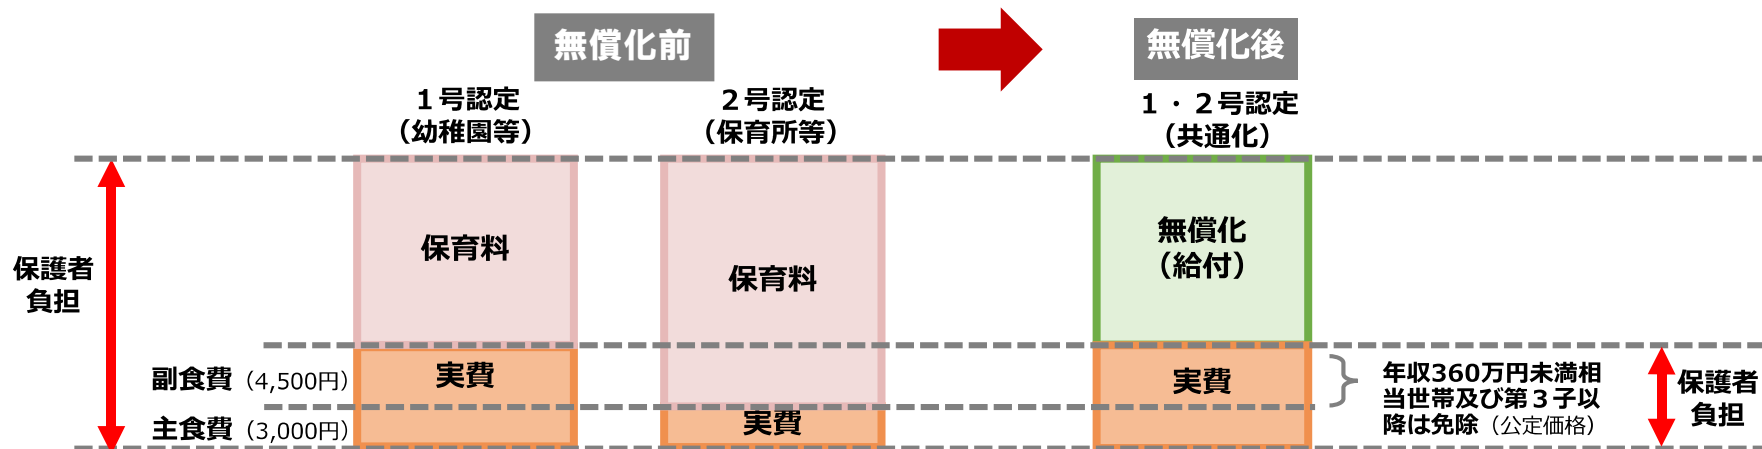 無償化前
無償化後
１号認定
（幼稚園等）
２号認定
（保育所等）
１・２号認定
（共通化）
保護者
負担
保育料
保育料
無償化
（給付）
副食費（4,500円）
主食費（3,000円）
実費
実費
実費
年収360万円未満相
当世帯及び第３子以
降は免除（公定価格）
保護者
負担